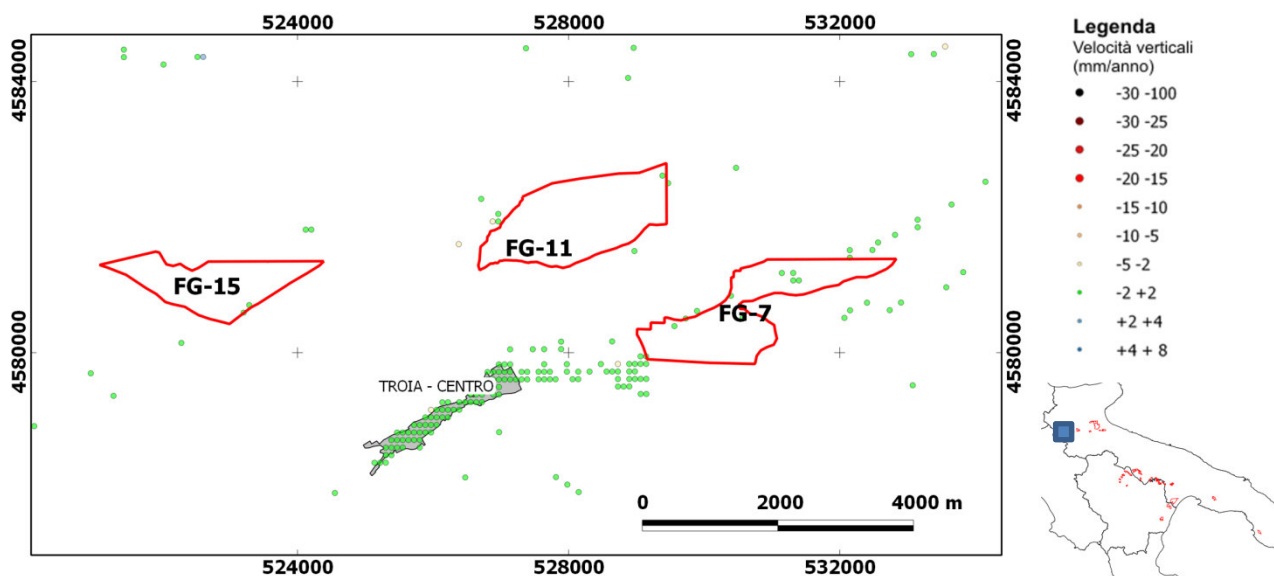 524000 528000 532000
4584000 4584000
FG-11
FG-15
FG-7
4580000 4580000
TROIA - CENTRO
0 2000 4000 m
524000 528000 532000
Legenda
Velocità verticali
(mm/anno)
-30 -100
-30 -25
-25 -20
-20 -15
-15 -10
-10 -5
-5 -2
-2 +2
+2 +4
+4 + 8